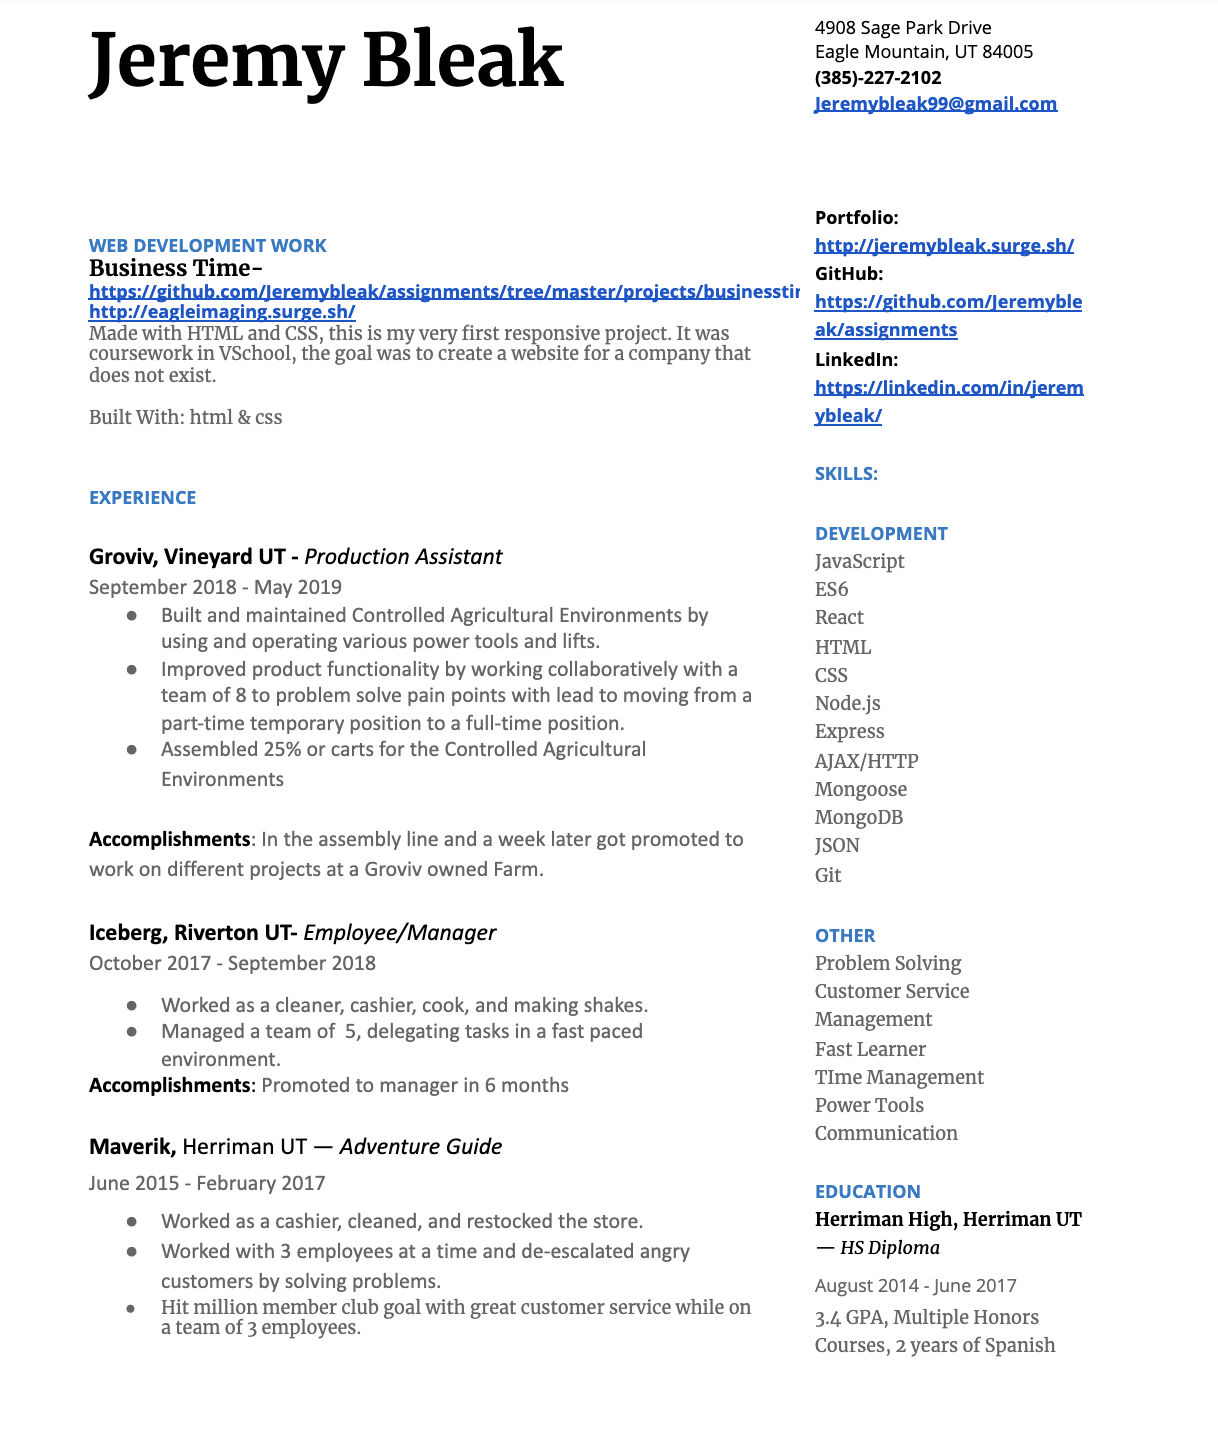 Jeremy Bleak
4908 Sage Park Drive
Eagle Mountain, UT 84005
(385)-227-2102
Jeremybleak99@gmail.com
WEB DEVELOPMENT WORK
Business Time-
https://github.com/Jeremybleak/assignments/tree/master/projects/businesstir
http://eagleimaging.surge.sh/
Made with HTML and CSS, this is my very first responsive project. It was
coursework in VSchool, the goal was to create a website for a company that
does not exist.
Built With: html & css
EXPERIENCE
Groviv, Vineyard UT - Production Assistant
September 2018 - May 2019
● Built and maintained Controlled Agricultural Environments by
using and operating various power tools and lifts.
● Improved product functionality by working collaboratively with a
team of 8 to problem solve pain points with lead to moving from a
part-time temporary position to a full-time position.
● Assembled 25% or carts for the Controlled Agricultural
Environments
Accomplishments: In the assembly line and a week later got promoted to
work on different projects at a Groviv owned Farm.
Iceberg, Riverton UT- Employee/Manager
October 2017 - September 2018
● Worked as a cleaner, cashier, cook, and making shakes.
● Managed a team of 5, delegating tasks in a fast paced
environment.
Accomplishments: Promoted to manager in 6 months
Maverik, Herriman UT — Adventure Guide
June 2015 - February 2017
● Worked as a cashier, cleaned, and restocked the store.
● Worked with 3 employees at a time and de-escalated angry
customers by solving problems.
● Hit million member club goal with great customer service while on
a team of 3 employees.
Portfolio:
http://jeremybleak.surge.sh/
GitHub:
https://github.com/Jeremyble
ak/assignments
LinkedIn:
https://linkedin.com/in/jerem
ybleak/
SKILLS:
DEVELOPMENT
JavaScript
ES6
React
HTML
CSS
Node.js
Express
AJAX/HTTP
Mongoose
MongoDB
JSON
Git
OTHER
Problem Solving
Customer Service
Management
Fast Learner
TIme Management
Power Tools
Communication
EDUCATION
Herriman High, Herriman UT
— HS Diploma
August 2014 - June 2017
3.4 GPA, Multiple Honors
Courses, 2 years of Spanish